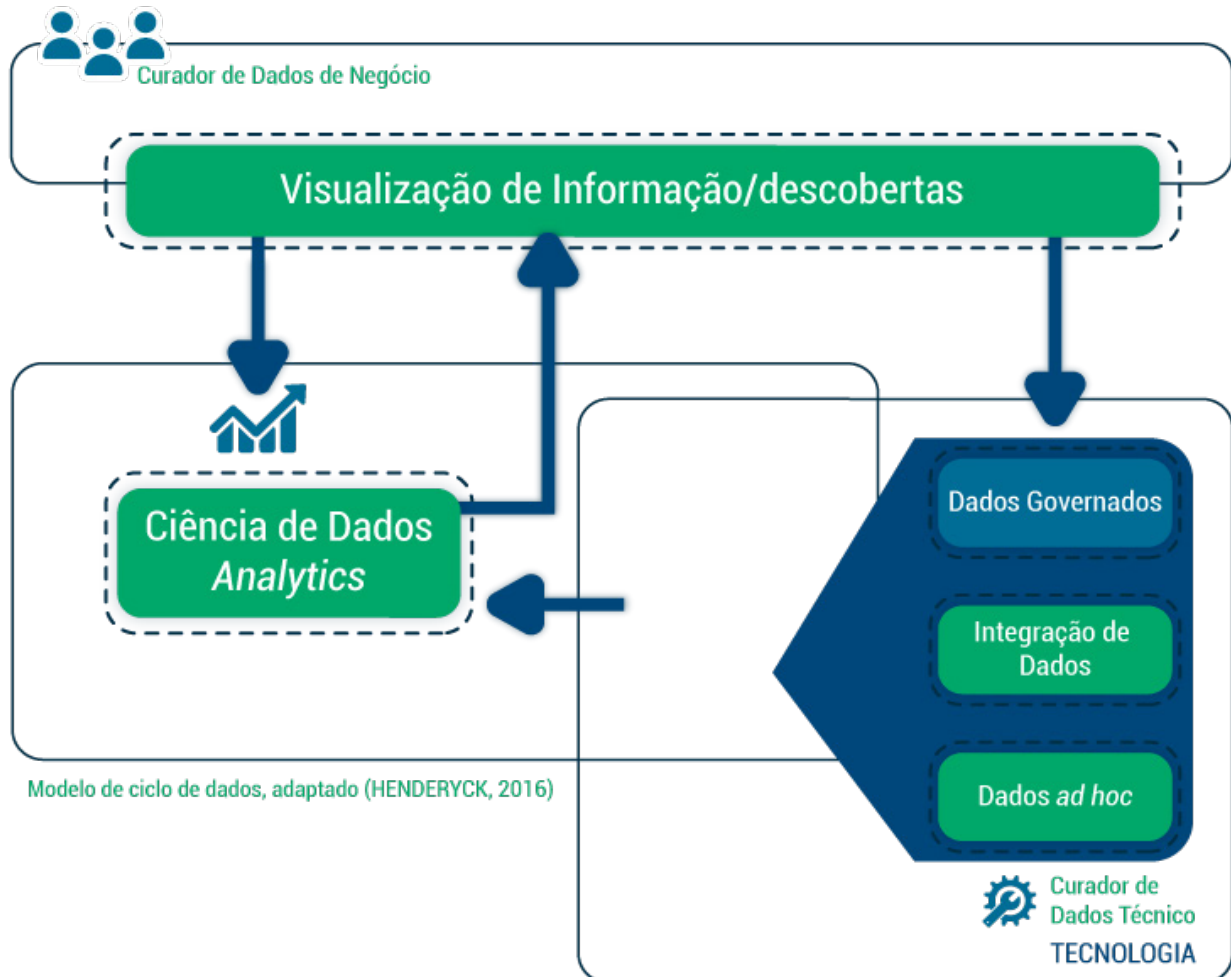 Curador de Dados de Negócio
Visualização de Informação/descobertas
Ciência de Dados
Analytics
Dados Governados
Integração de
Dados
Dados ad hoc
Modelo de ciclo de dados, adaptado (HENDERYCK, 2016)
Curador de
Dados Técnico
TECNOLOGIA